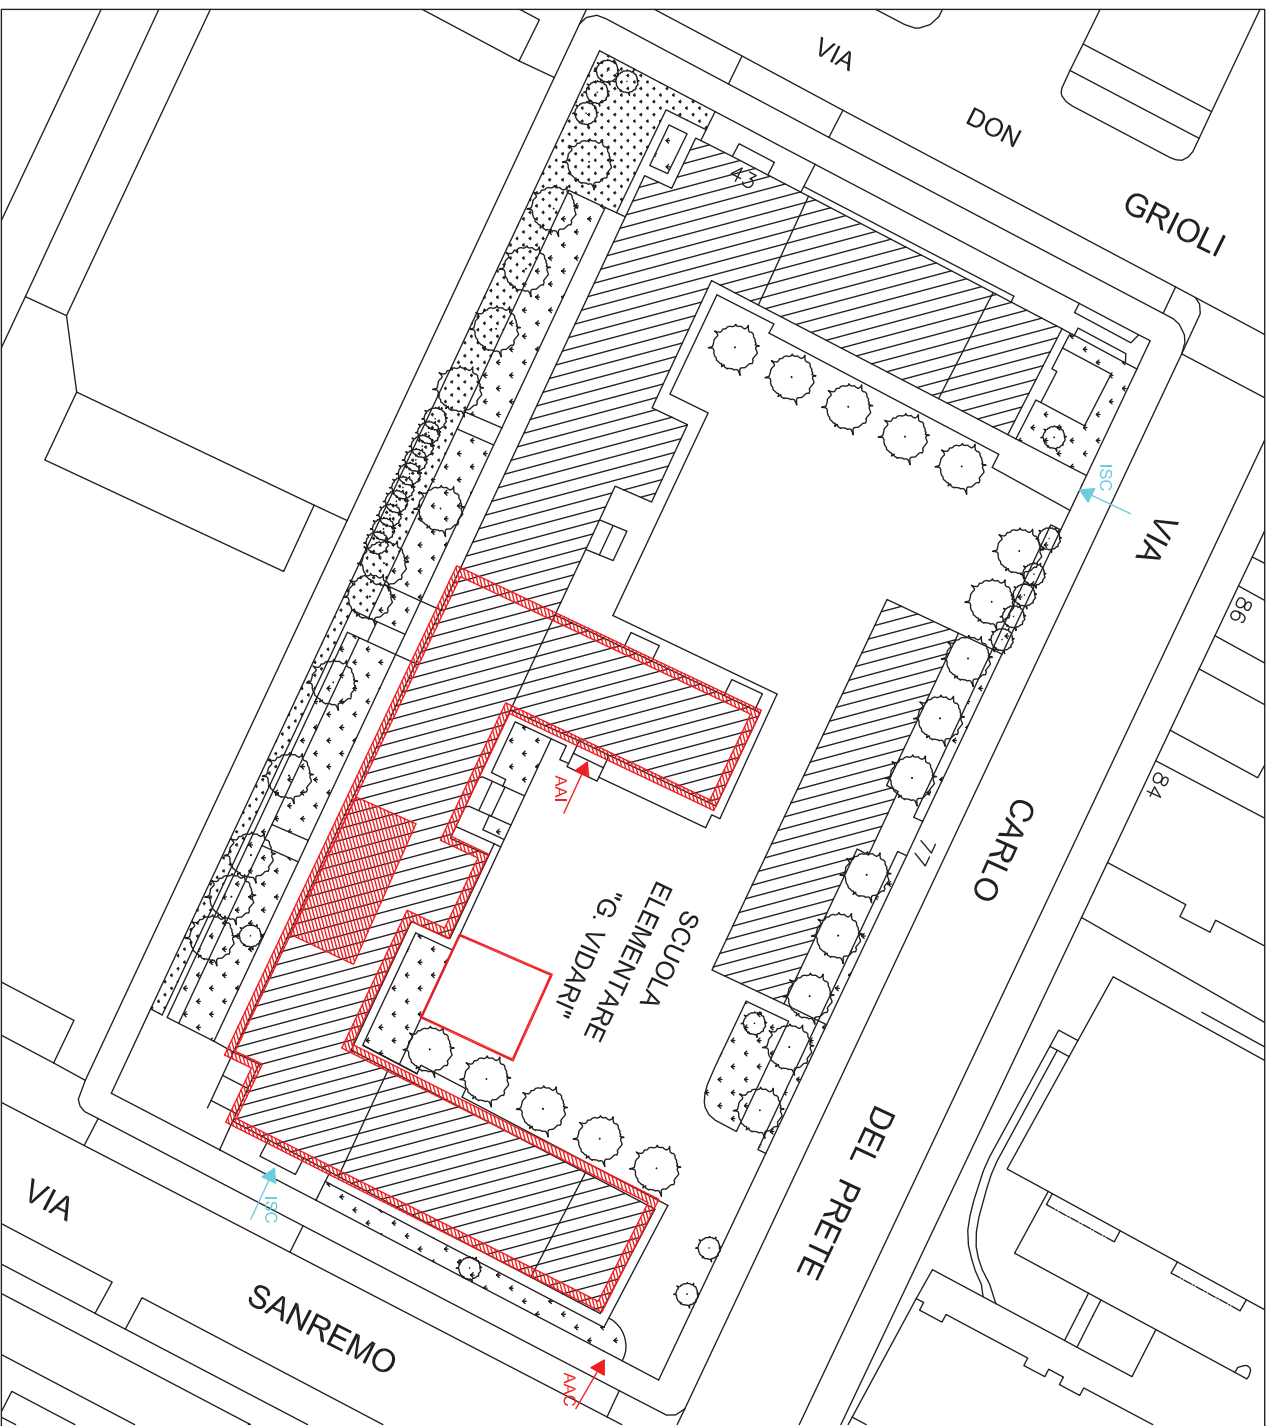 VIA
DON
GRIOLI
43
ISC
VIA
86
84
CARLO
77
AAI
SCUOLA
ELEMENTARE
"G. VIDARI"
DEL PRETE
ISC
VIA
SANREMO
AAC